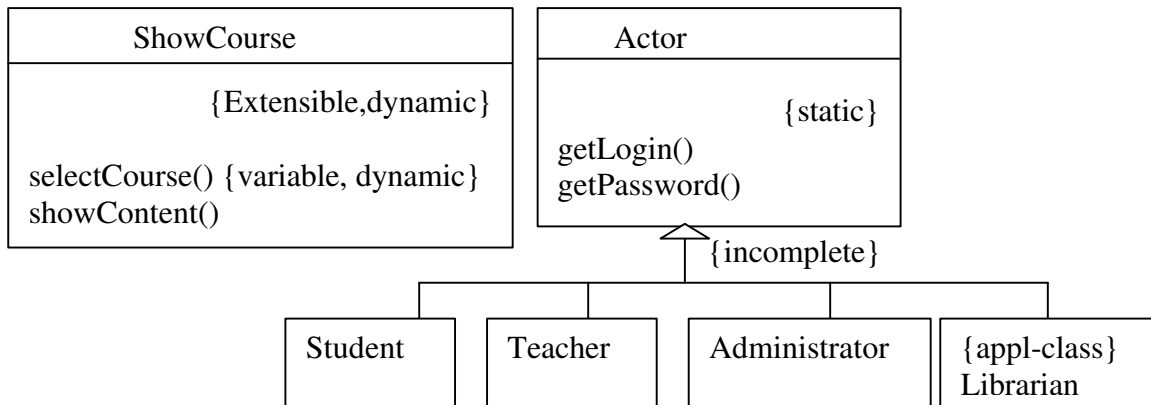 ShowCourse
{Extensible,dynamic}
selectCourse() {variable, dynamic}
showContent()
Actor
{static}
getLogin()
getPassword()
{incomplete}
Student
Teacher
Administrator
{appl-class}
Librarian